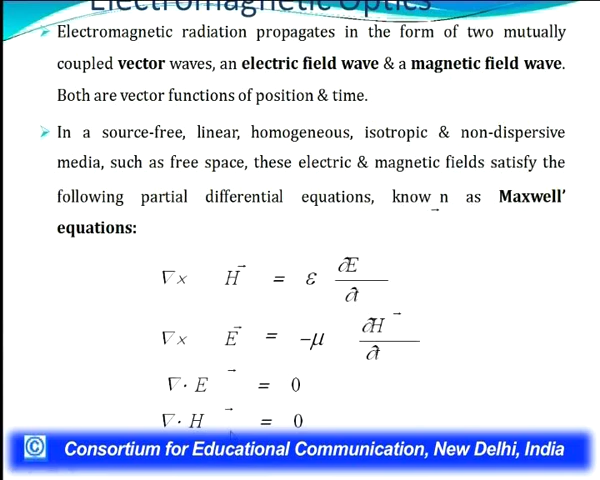 Electromagnetic Optics
Electromagnetic radiation propagates in the form of two mutually
coupled vector waves, an electric field wave & a magnetic field wave.
Both are vector functions of position & time.
In a source-free, linear, homogeneous, isotropic & non-dispersive
media, such as free space, these electric & magnetic fields satisfy the
following partial differential equations, know n as Maxwell’
equations:
∇× H⃗ = ε ∂E / ∂t
∇× E⃗ = −μ ∂H⃗ / ∂t
∇· E⃗ = 0
∇· H⃗ = 0
© Consortium for Educational Communication, New Delhi, India